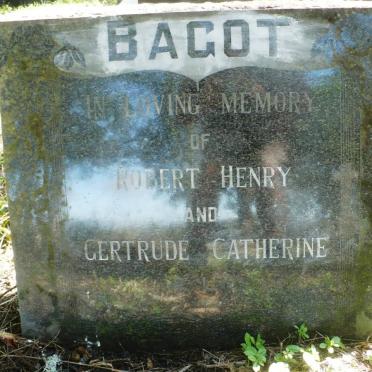 BAGOT
IN LOVING MEMORY
OF
ROBERT HENRY
AND
GERTRUDE CATHERINE